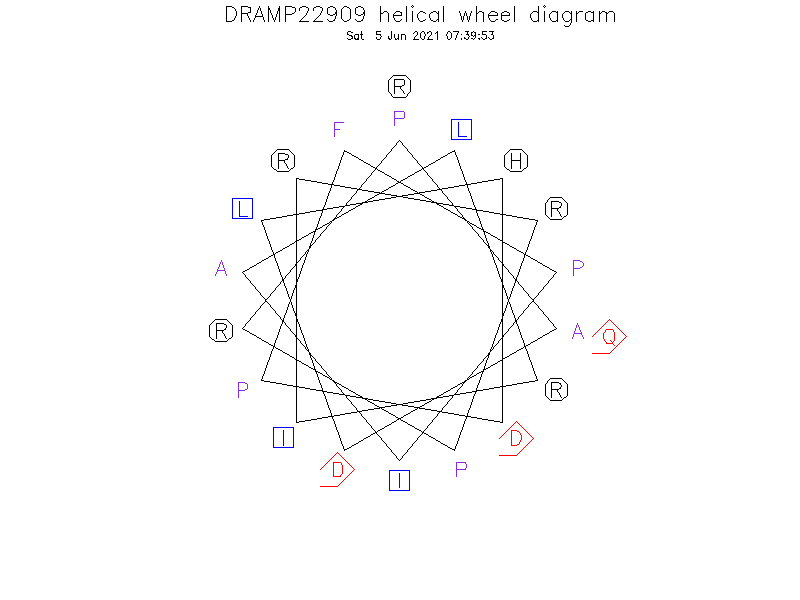 DRAMP22909 helical wheel diagram
Sat 5 Jun 2021 07:39:53
R
F P L
R H
L R
A P
R A Q
P R
I D
D I P